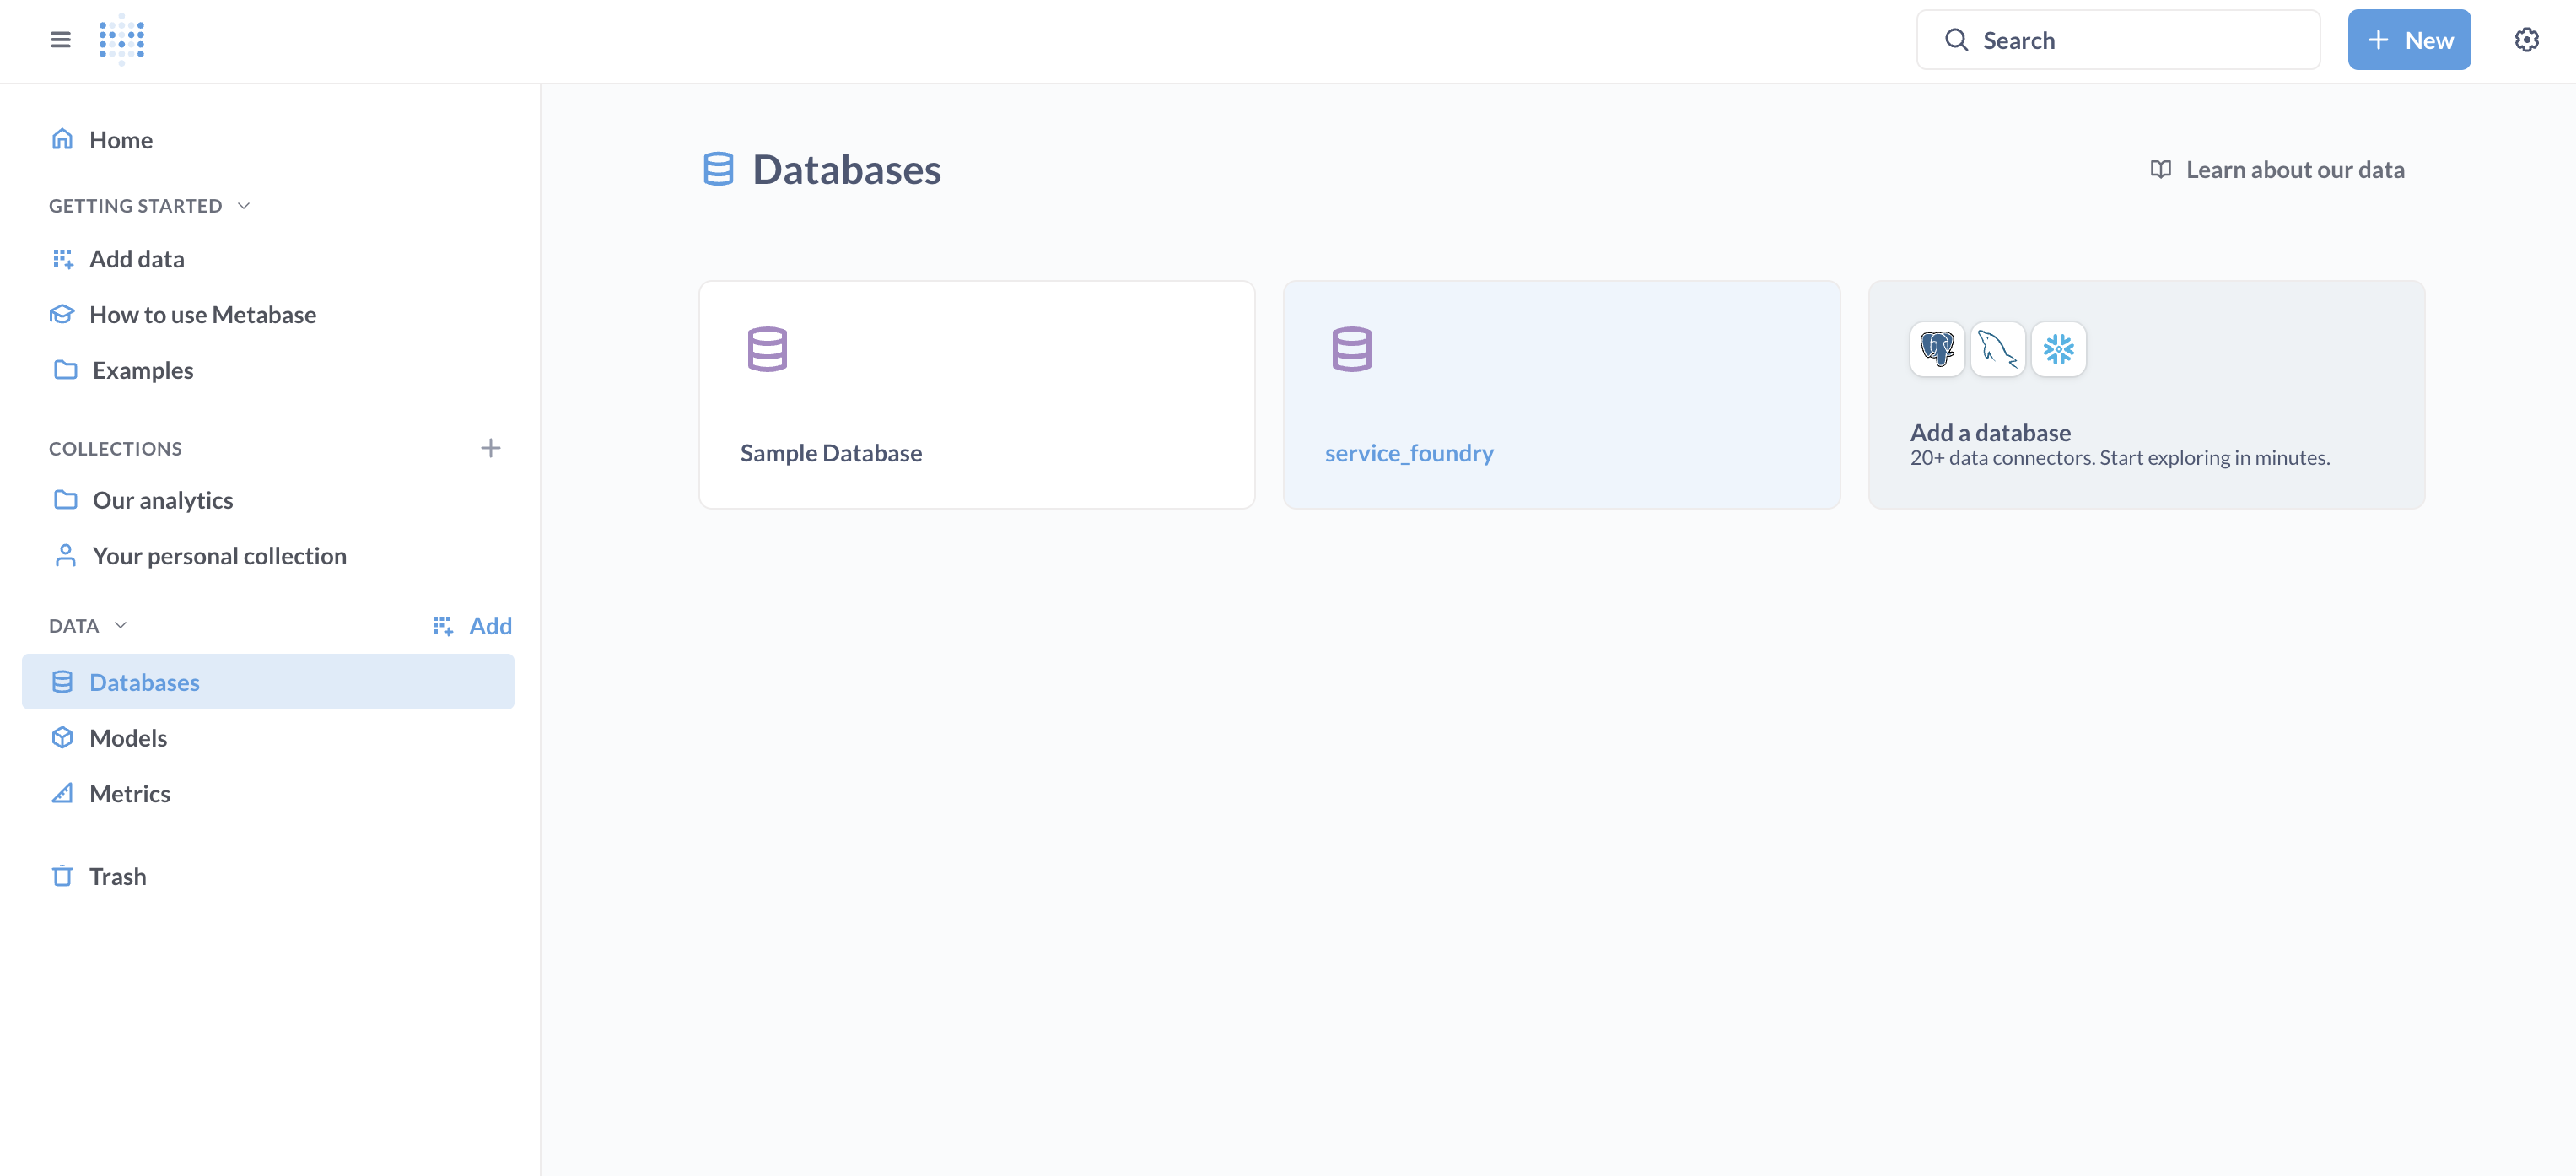 Search
New
Home
GETTING STARTED
Add data
How to use Metabase
Examples
COLLECTIONS
Our analytics
Your personal collection
DATA
Add
Databases
Models
Metrics
Trash
Databases
Learn about our data
Sample Database
service_foundry
Add a database
20+ data connectors. Start exploring in minutes.